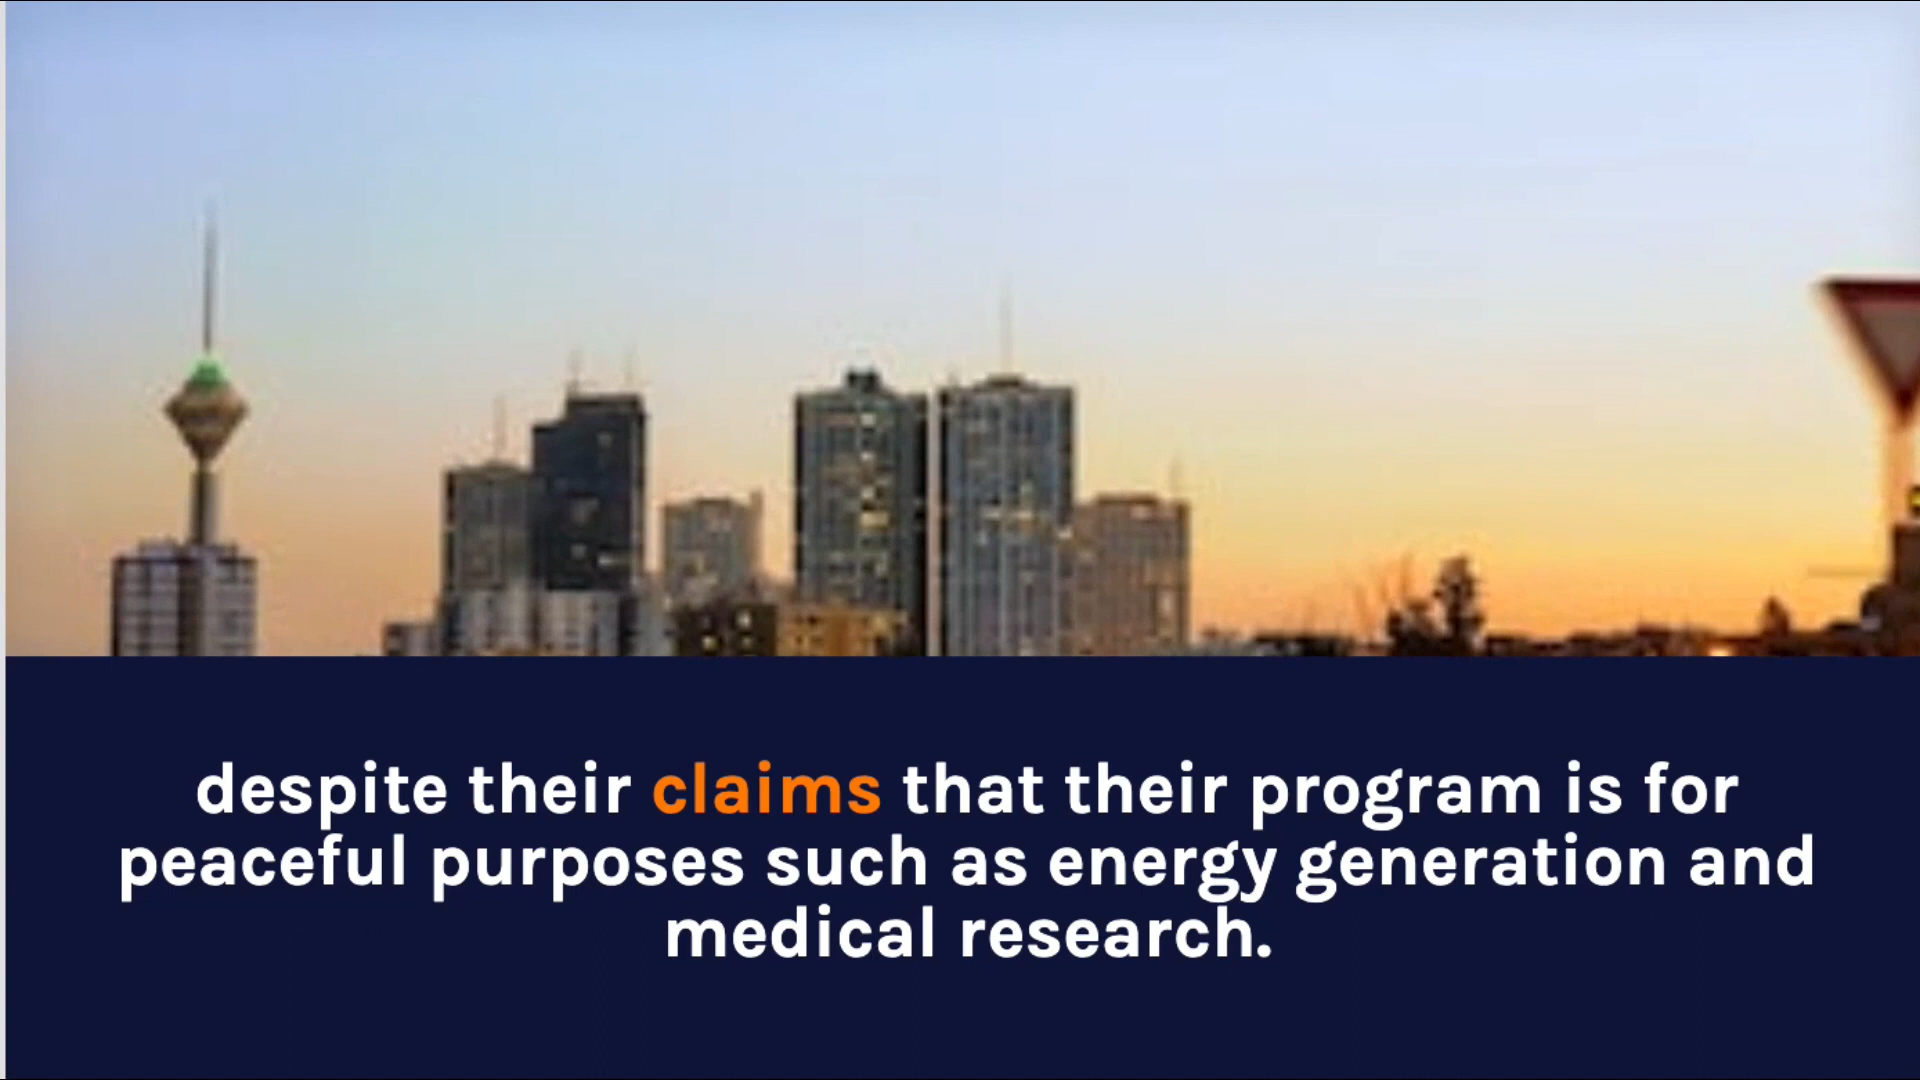 despite their claims that their program is for
peaceful purposes such as energy generation and
medical research.